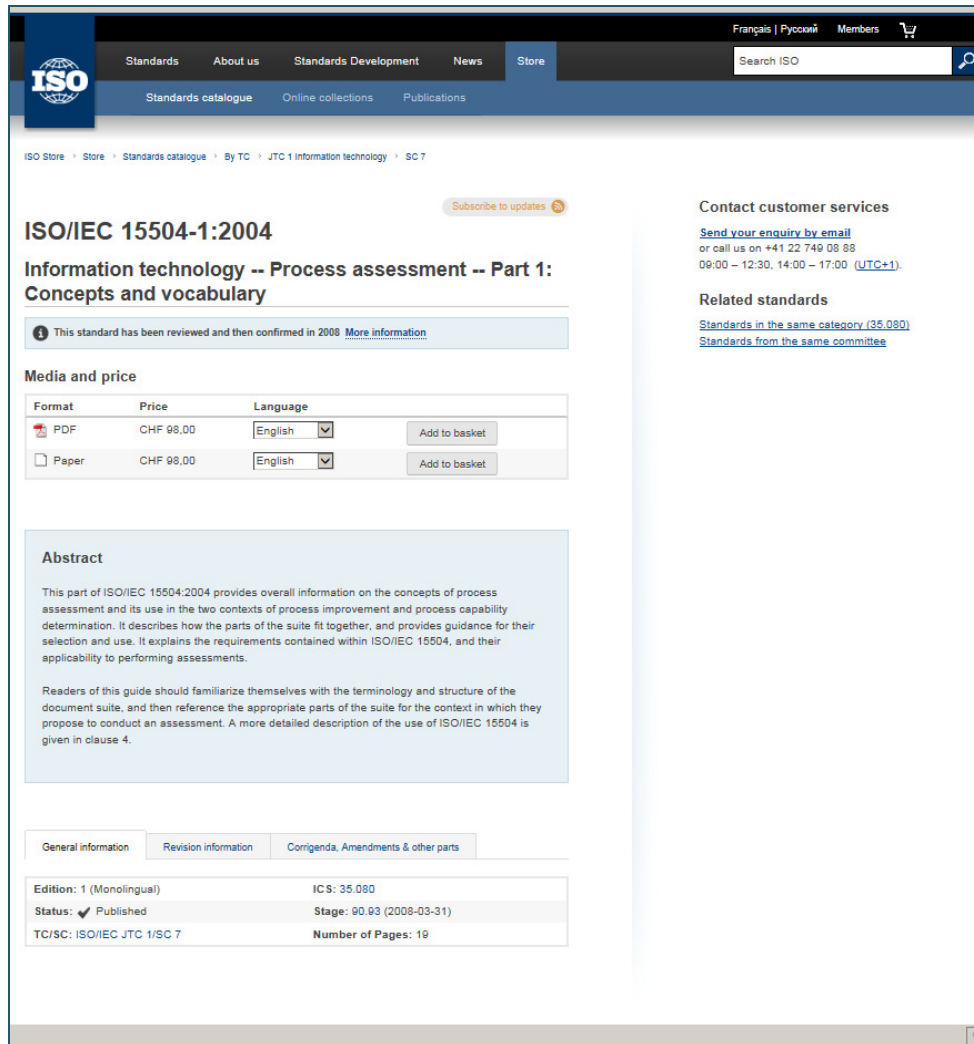 Français | Русский Members
ISO
Standards About us Standards Development News Store
Search ISO
Standards catalogue Online collections Publications
ISO Store > Store > Standards catalogue > By TC > JTC 1 Information technology > SC 7
Subscribe to updates
ISO/IEC 15504-1:2004
Information technology -- Process assessment -- Part 1:
Concepts and vocabulary
This standard has been reviewed and then confirmed in 2008 More information
Media and price
Format Price Language
PDF CHF 98,00 English Add to basket
Paper CHF 98,00 English Add to basket
Abstract
This part of ISO/IEC 15504:2004 provides overall information on the concepts of process
assessment and its use in the two contexts of process improvement and process capability
determination. It describes how the parts of the suite fit together, and provides guidance for their
selection and use. It explains the requirements contained within ISO/IEC 15504, and their
applicability to performing assessments.
Readers of this guide should familiarize themselves with the terminology and structure of the
document suite, and then reference the appropriate parts of the suite for the context in which they
propose to conduct an assessment. A more detailed description of the use of ISO/IEC 15504 is
given in clause 4.
General information Revision information Corrigenda, Amendments & other parts
Edition: 1 (Monolingual) ICS: 35.080
Status: Published Stage: 90.93 (2008-03-31)
TC/SC: ISO/IEC JTC 1/SC 7 Number of Pages: 19
Contact customer services
Send your enquiry by email
or call us on +41 22 749 08 88
09:00 – 12:30, 14:00 – 17:00 (UTC+1).
Related standards
Standards in the same category (35.080)
Standards from the same committee